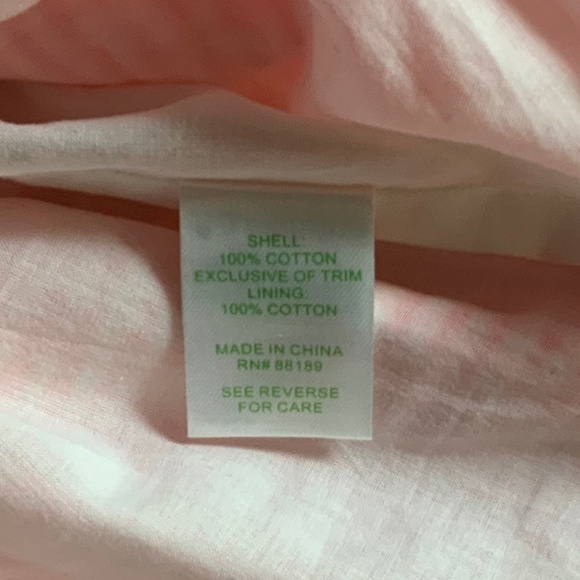 SHELL:
100% COTTON
EXCLUSIVE OF TRIM
LINING:
100% COTTON
MADE IN CHINA
RN# 88189
SEE REVERSE
FOR CARE